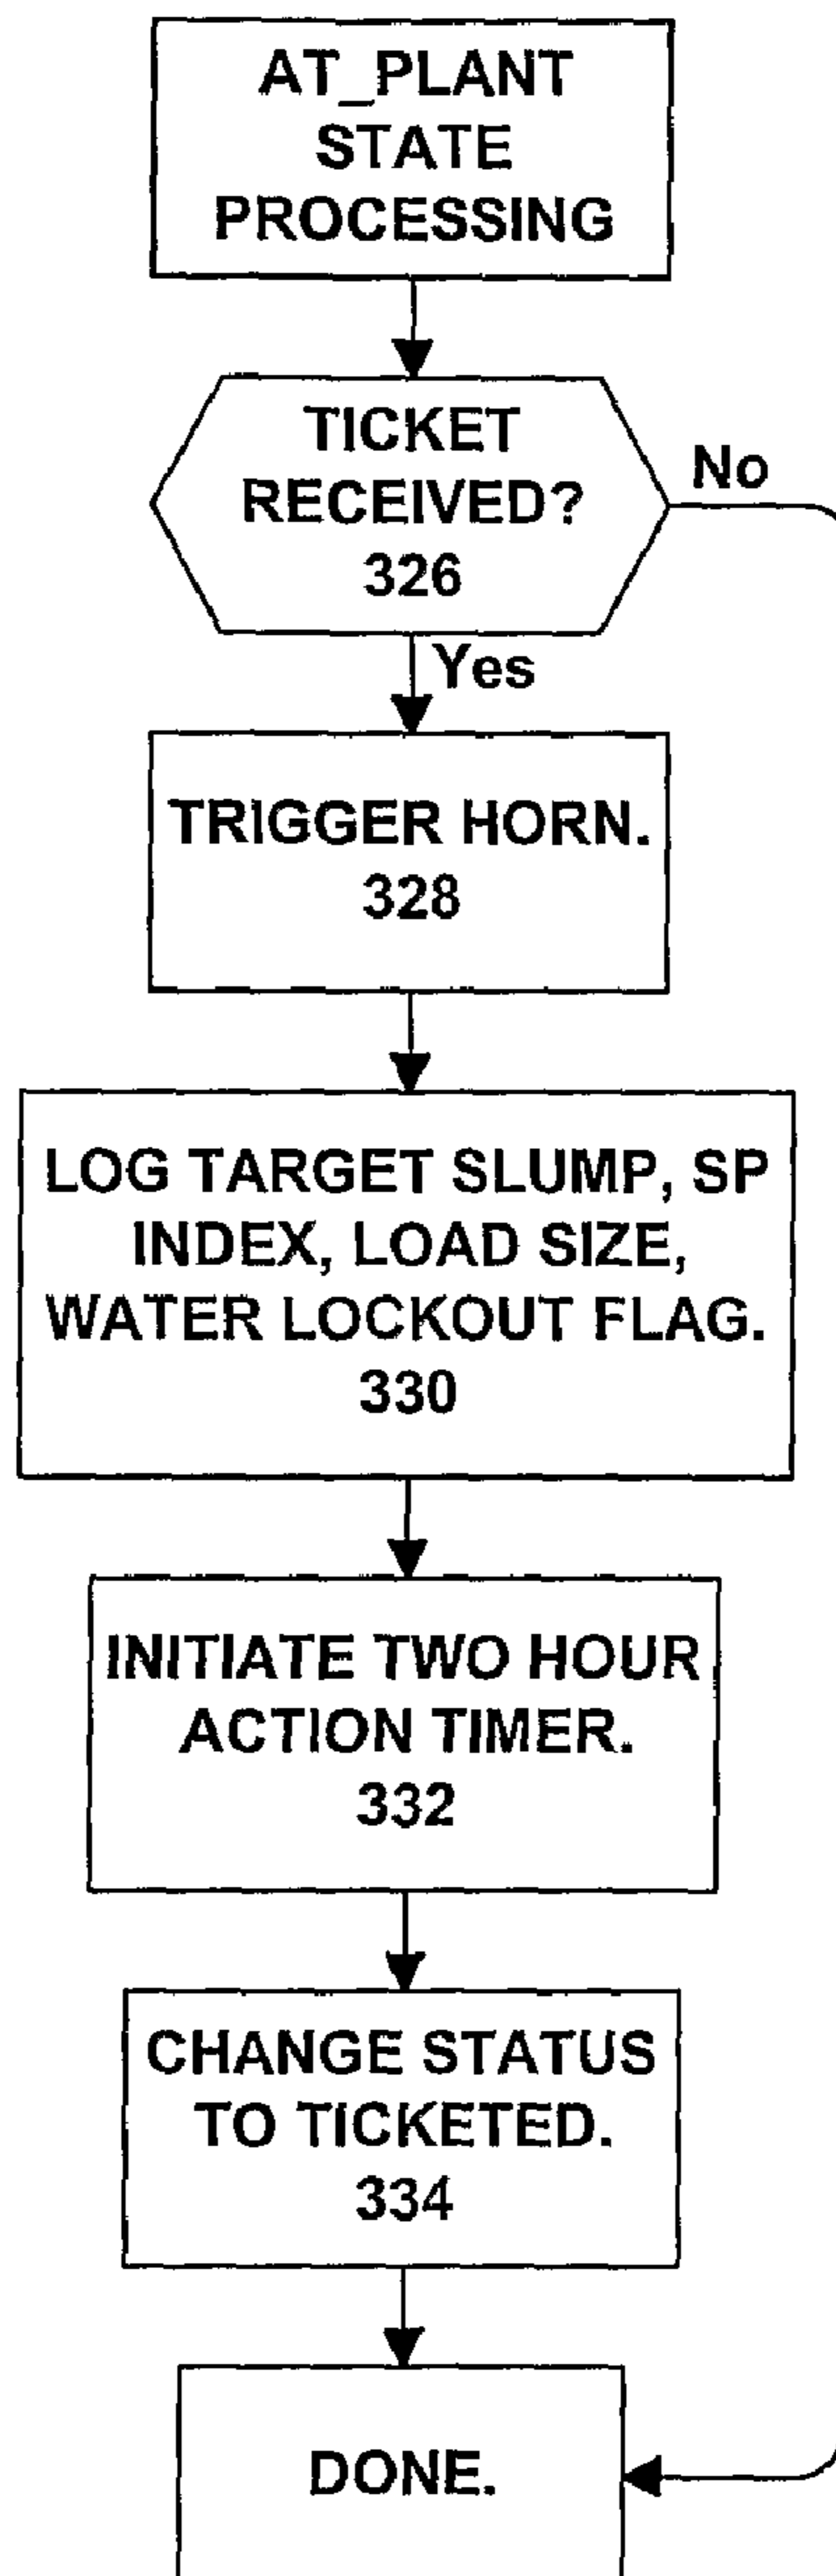 AT_PLANT
STATE
PROCESSING
TICKET
RECEIVED?
326
No
Yes
TRIGGER HORN.
328
LOG TARGET SLUMP, SP
INDEX, LOAD SIZE,
WATER LOCKOUT FLAG.
330
INITIATE TWO HOUR
ACTION TIMER.
332
CHANGE STATUS
TO TICKETED.
334
DONE.